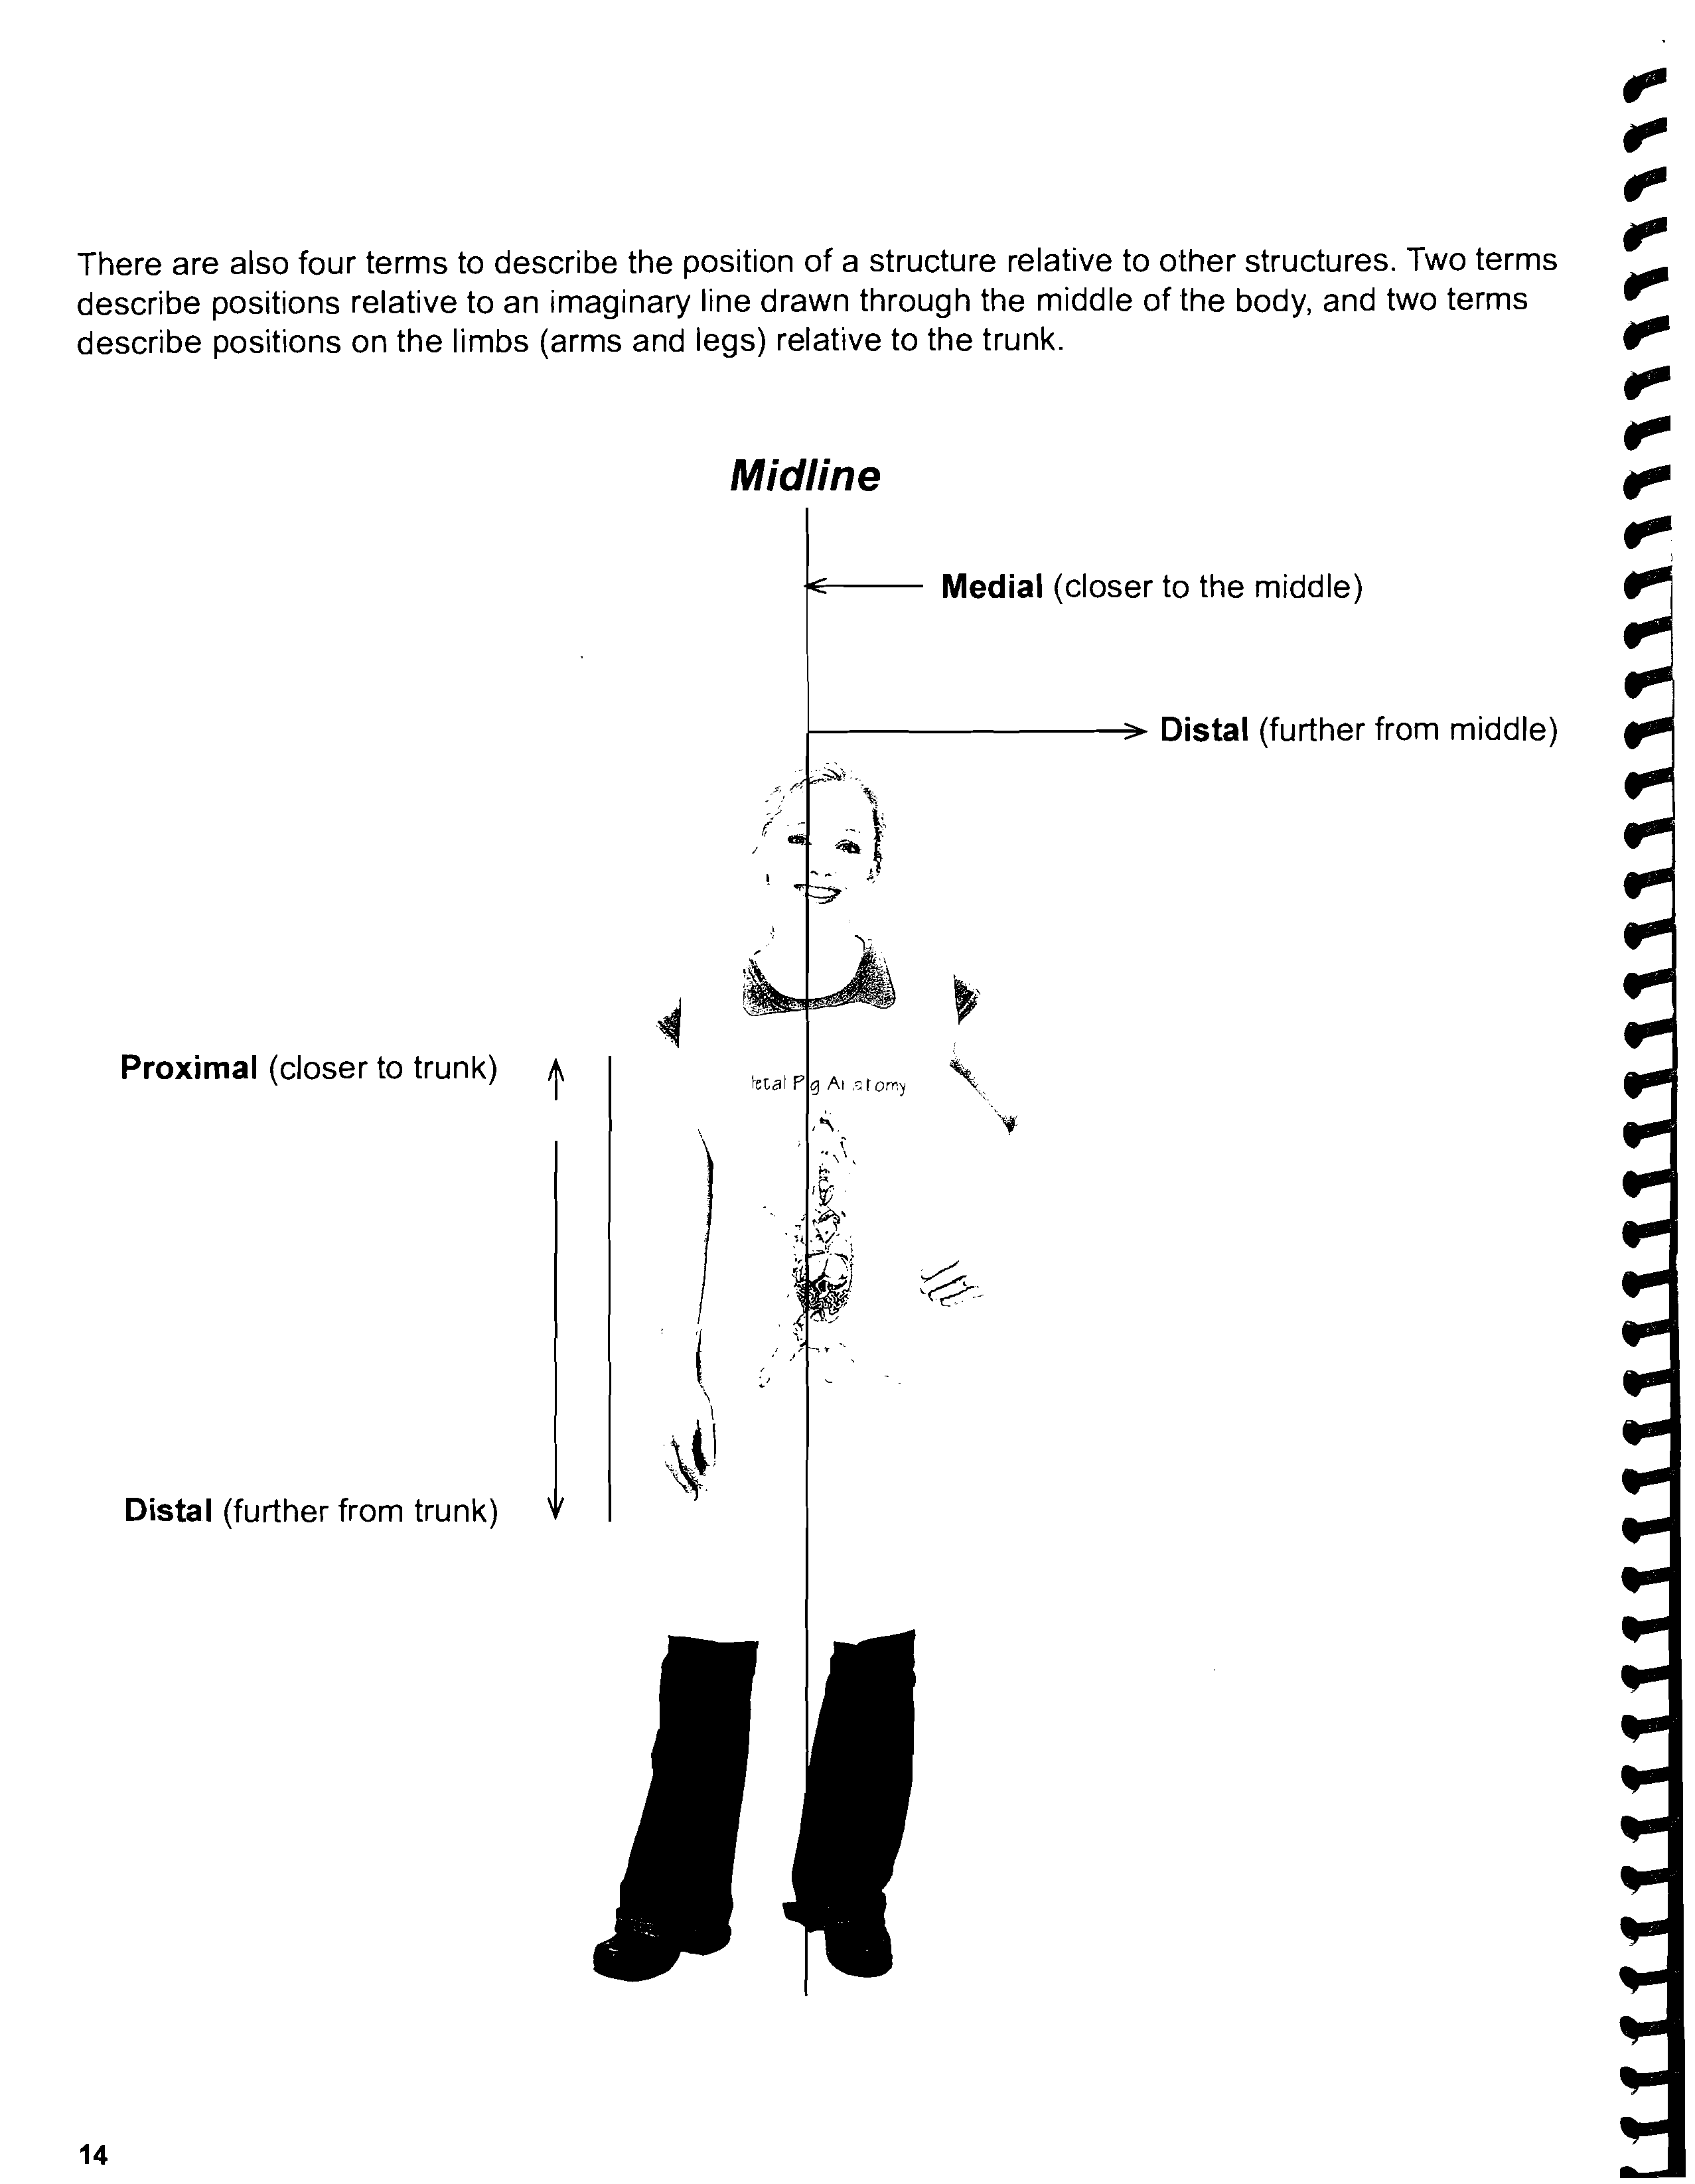 There are also four terms to describe the position of a structure relative to other structures. Two terms
describe positions relative to an imaginary line drawn through the middle of the body, and two terms
describe positions on the limbs (arms and legs) relative to the trunk.
Midline
Medial (closer to the middle)
Distal (further from middle)
Proximal (closer to trunk)
Pig
Distal (further from trunk)
14